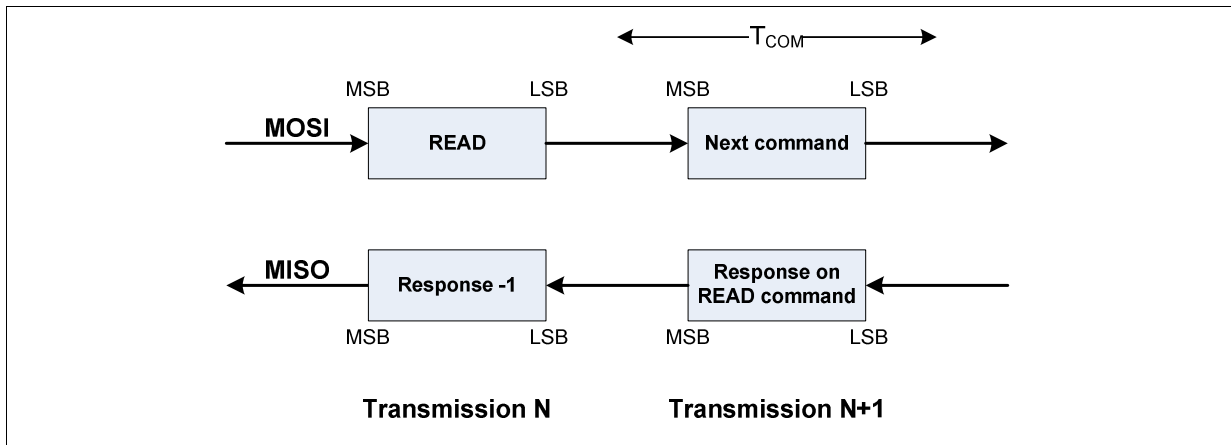 T_COM
MSB LSB MSB LSB
MOSI READ Next command
MISO Response -1 Response on
READ command
MSB LSB MSB LSB
Transmission N Transmission N+1